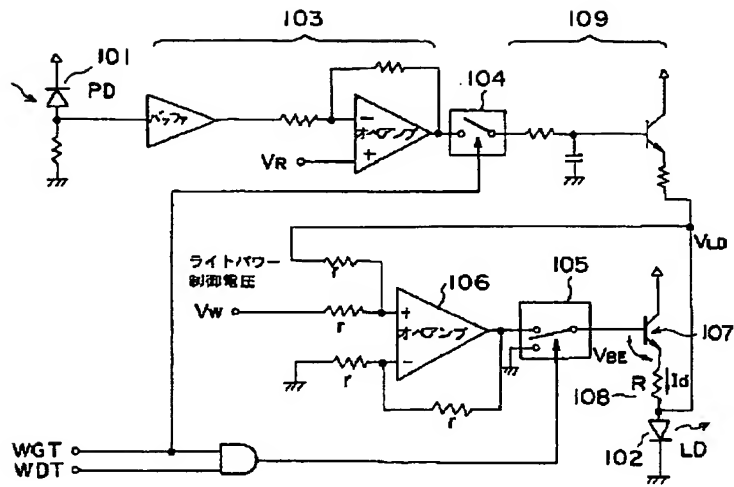 103
109
101
PD
バッファ
オペアンプ
104
VR
VLD
ライトパワー
制御電圧
r
106
105
Vw
r
オペアンプ
107
VBE
r
R
Id
108
r
WGT
WDT
102
LD